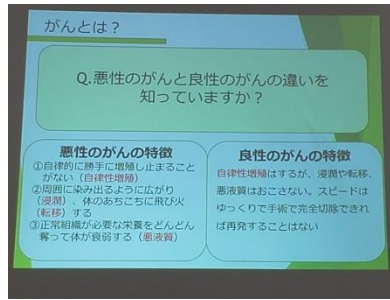 がんとは？
Q.悪性のがんと良性のがんの違いを
知っていますか？
悪性のがんの特徴
①自律的に勝手に増殖し止まること
がない（自律性増殖）
②周囲に染み出るように広がり
（浸潤）、体のあちこちに飛び火
（転移）する
③正常組織が必要な栄養をどんどん
奪って体が衰弱する（悪液質）
良性のがんの特徴
自律性増殖はするが、浸潤や転移、
悪液質はおこさない。スピードは
ゆっくりで手術で完全切除できれ
ば再発することはない